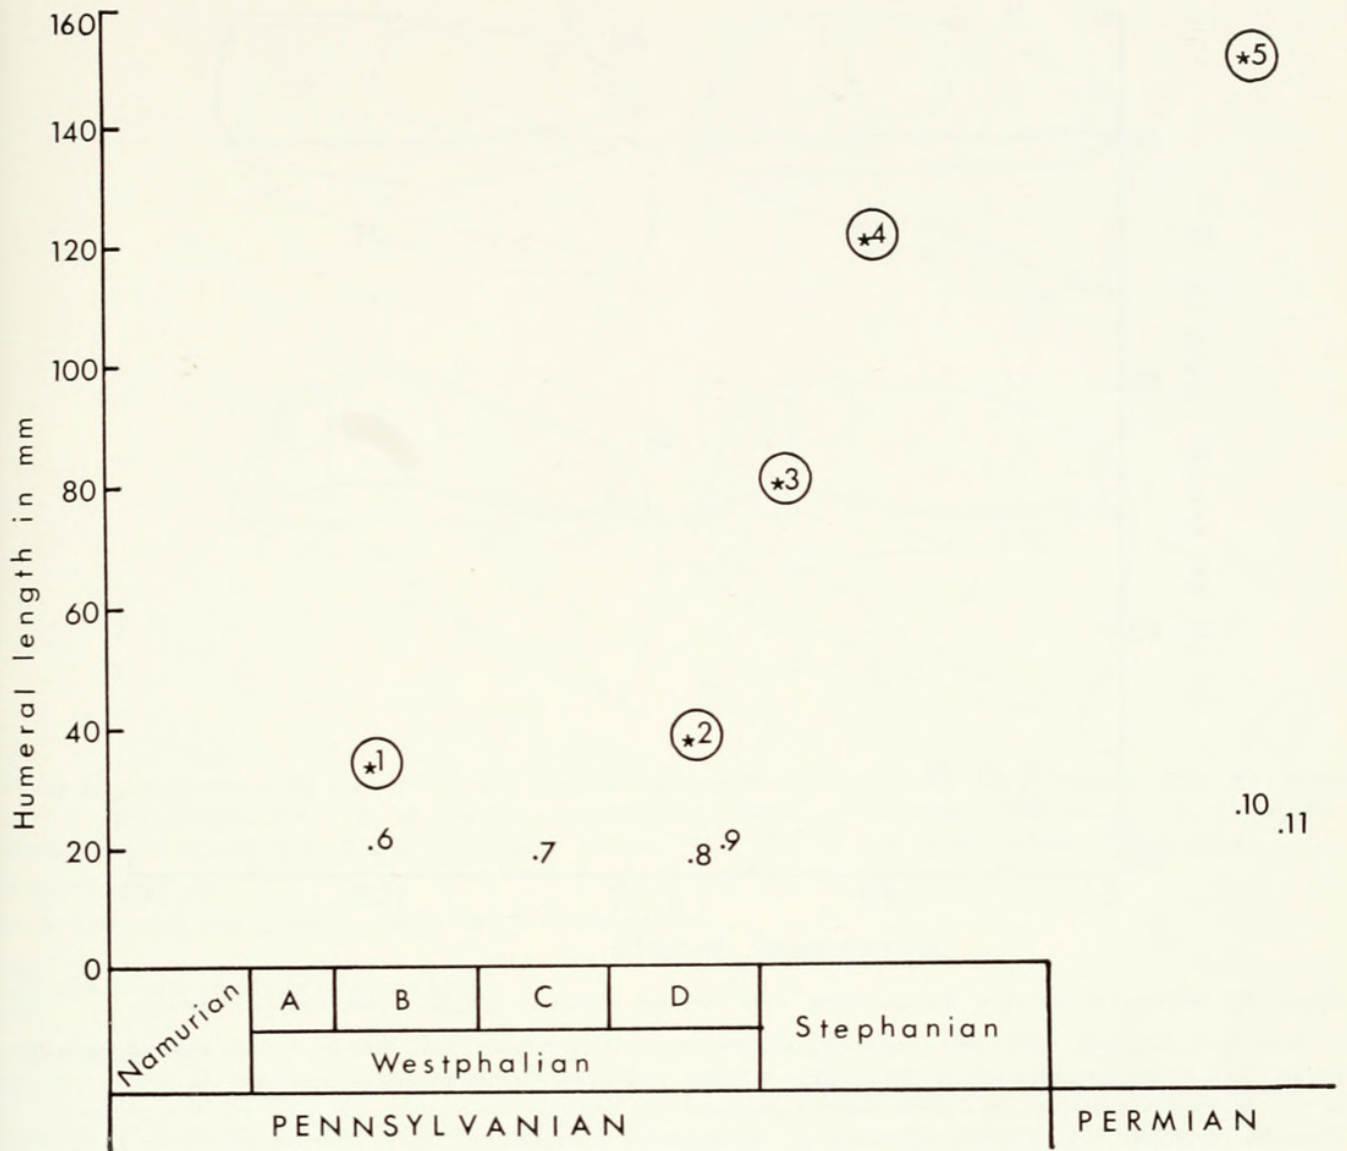 160
140
120
100
80
60
40
20
0
Humeral length in mm
★5
★4
★3
★2
★1
.6
.7
.8
.9
.10
.11
Namurian
A B C D
Westphalian
Stephanian
PENNSYLVANIAN
PERMIAN